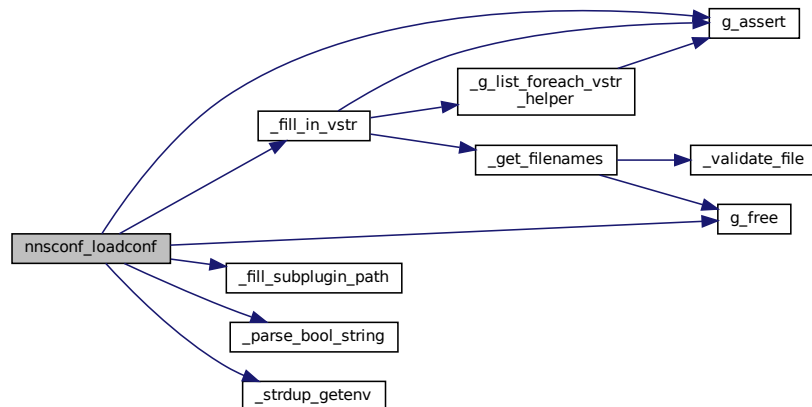 g_assert
_g_list_foreach_vstr
_helper
_fill_in_vstr
_get_filenames
_validate_file
g_free
nnsconf_loadconf
_fill_subplugin_path
_parse_bool_string
_strdup_getenv